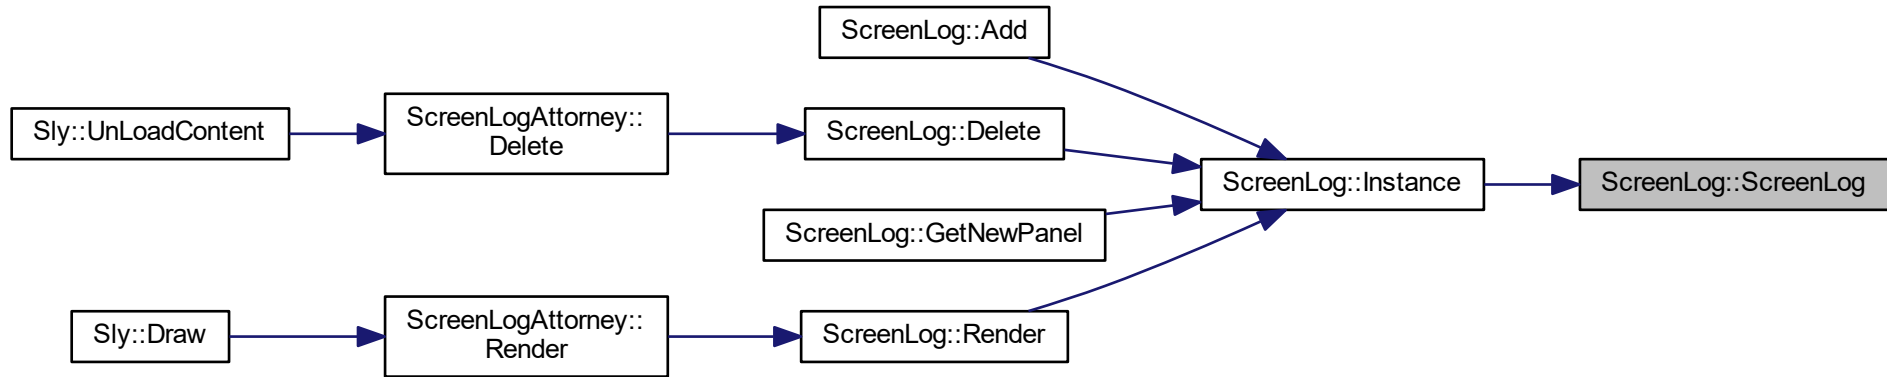 ScreenLog::Add
Sly::UnLoadContent
ScreenLogAttorney::
Delete
ScreenLog::Delete
ScreenLog::Instance
ScreenLog::ScreenLog
ScreenLog::GetNewPanel
Sly::Draw
ScreenLogAttorney::
Render
ScreenLog::Render